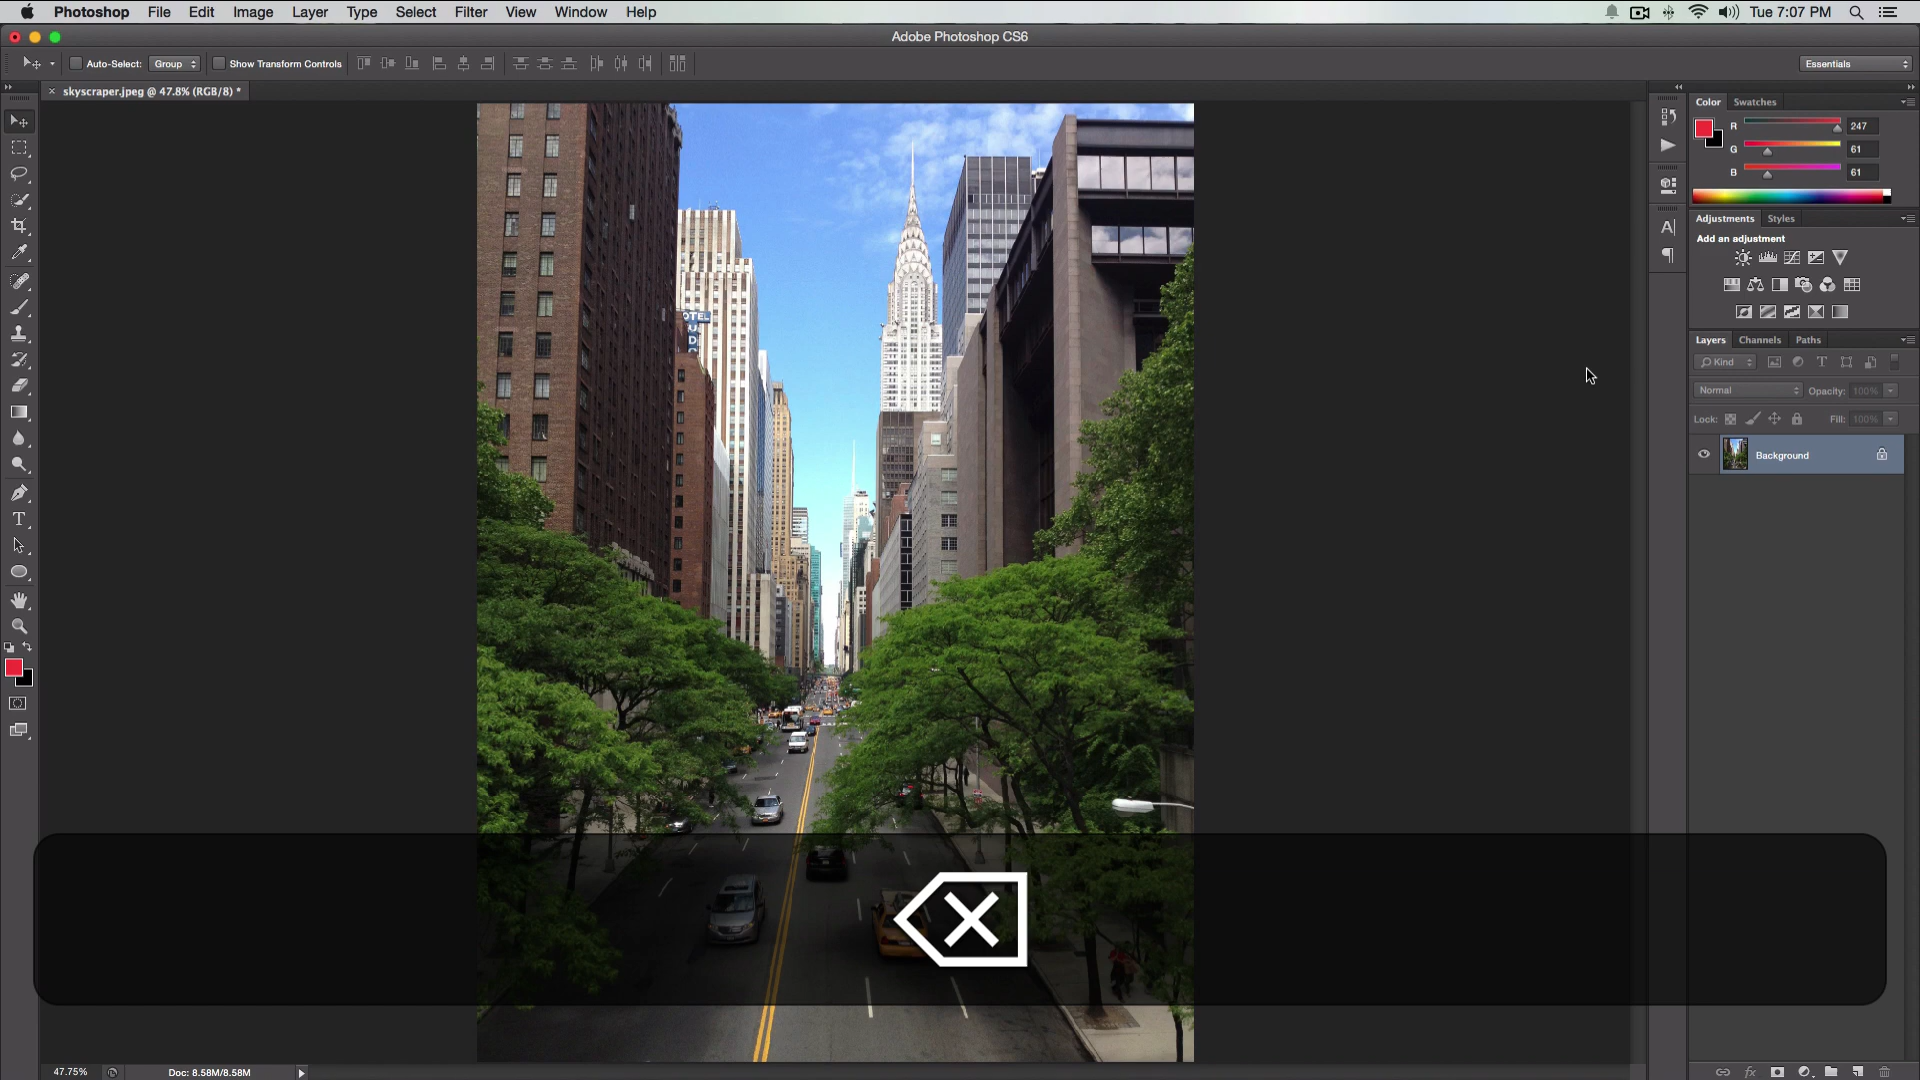 Photoshop File Edit Image Layer Type Select Filter View Window Help Tue 7:07 PM
Adobe Photoshop CS6
Auto-Select: Group Show Transform Controls Essentials
× skyscraper.jpeg @ 47.8% (RGB/8) *
Color Swatches
R 247
G 61
B 61
Adjustments Styles
Add an adjustment
Layers Channels Paths
Kind
Normal Opacity: 100%
Lock: Fill: 100%
Background
OTEL
47.75% Doc: 8.58M/8.58M